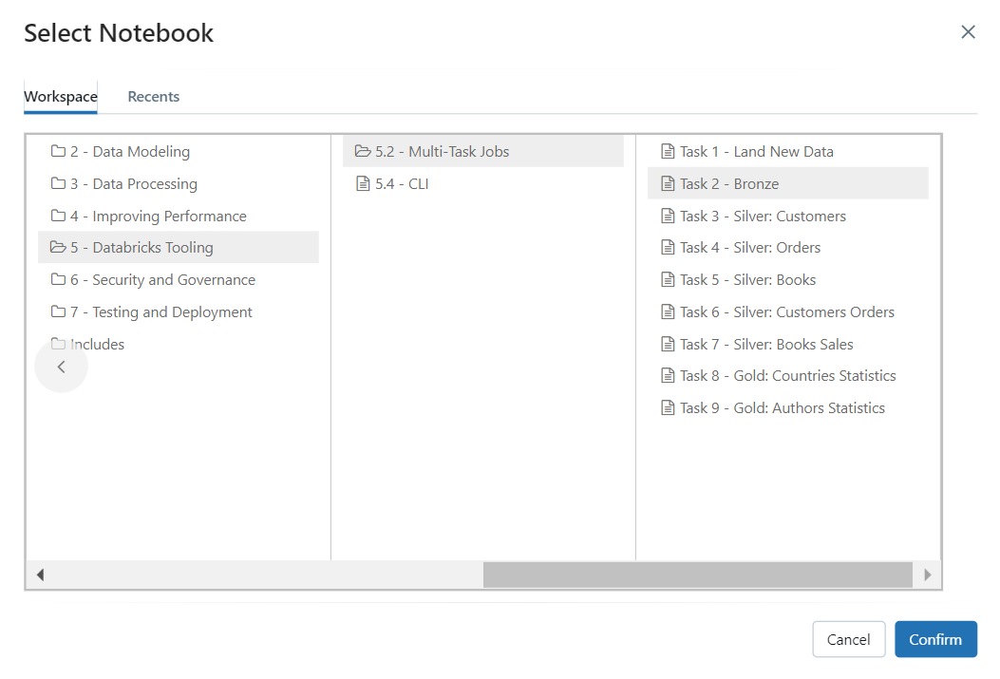 Select Notebook
Workspace
Recents
2 - Data Modeling
3 - Data Processing
4 - Improving Performance
5 - Databricks Tooling
6 - Security and Governance
7 - Testing and Deployment
Includes
5.2 - Multi-Task Jobs
5.4 - CLI
Task 1 - Land New Data
Task 2 - Bronze
Task 3 - Silver: Customers
Task 4 - Silver: Orders
Task 5 - Silver: Books
Task 6 - Silver: Customers Orders
Task 7 - Silver: Books Sales
Task 8 - Gold: Countries Statistics
Task 9 - Gold: Authors Statistics
Cancel
Confirm